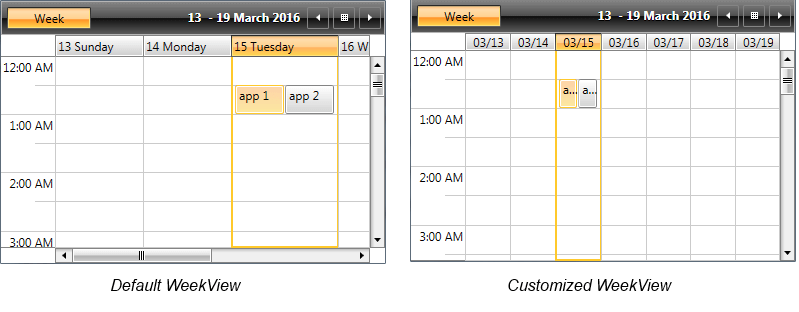 Week
13 - 19 March 2016
13 Sunday
14 Monday
15 Tuesday
16 W
12:00 AM
app 1
app 2
1:00 AM
2:00 AM
3:00 AM
Default WeekView
Week
13 - 19 March 2016
03/13
03/14
03/15
03/16
03/17
03/18
03/19
12:00 AM
a...
a...
1:00 AM
2:00 AM
3:00 AM
Customized WeekView